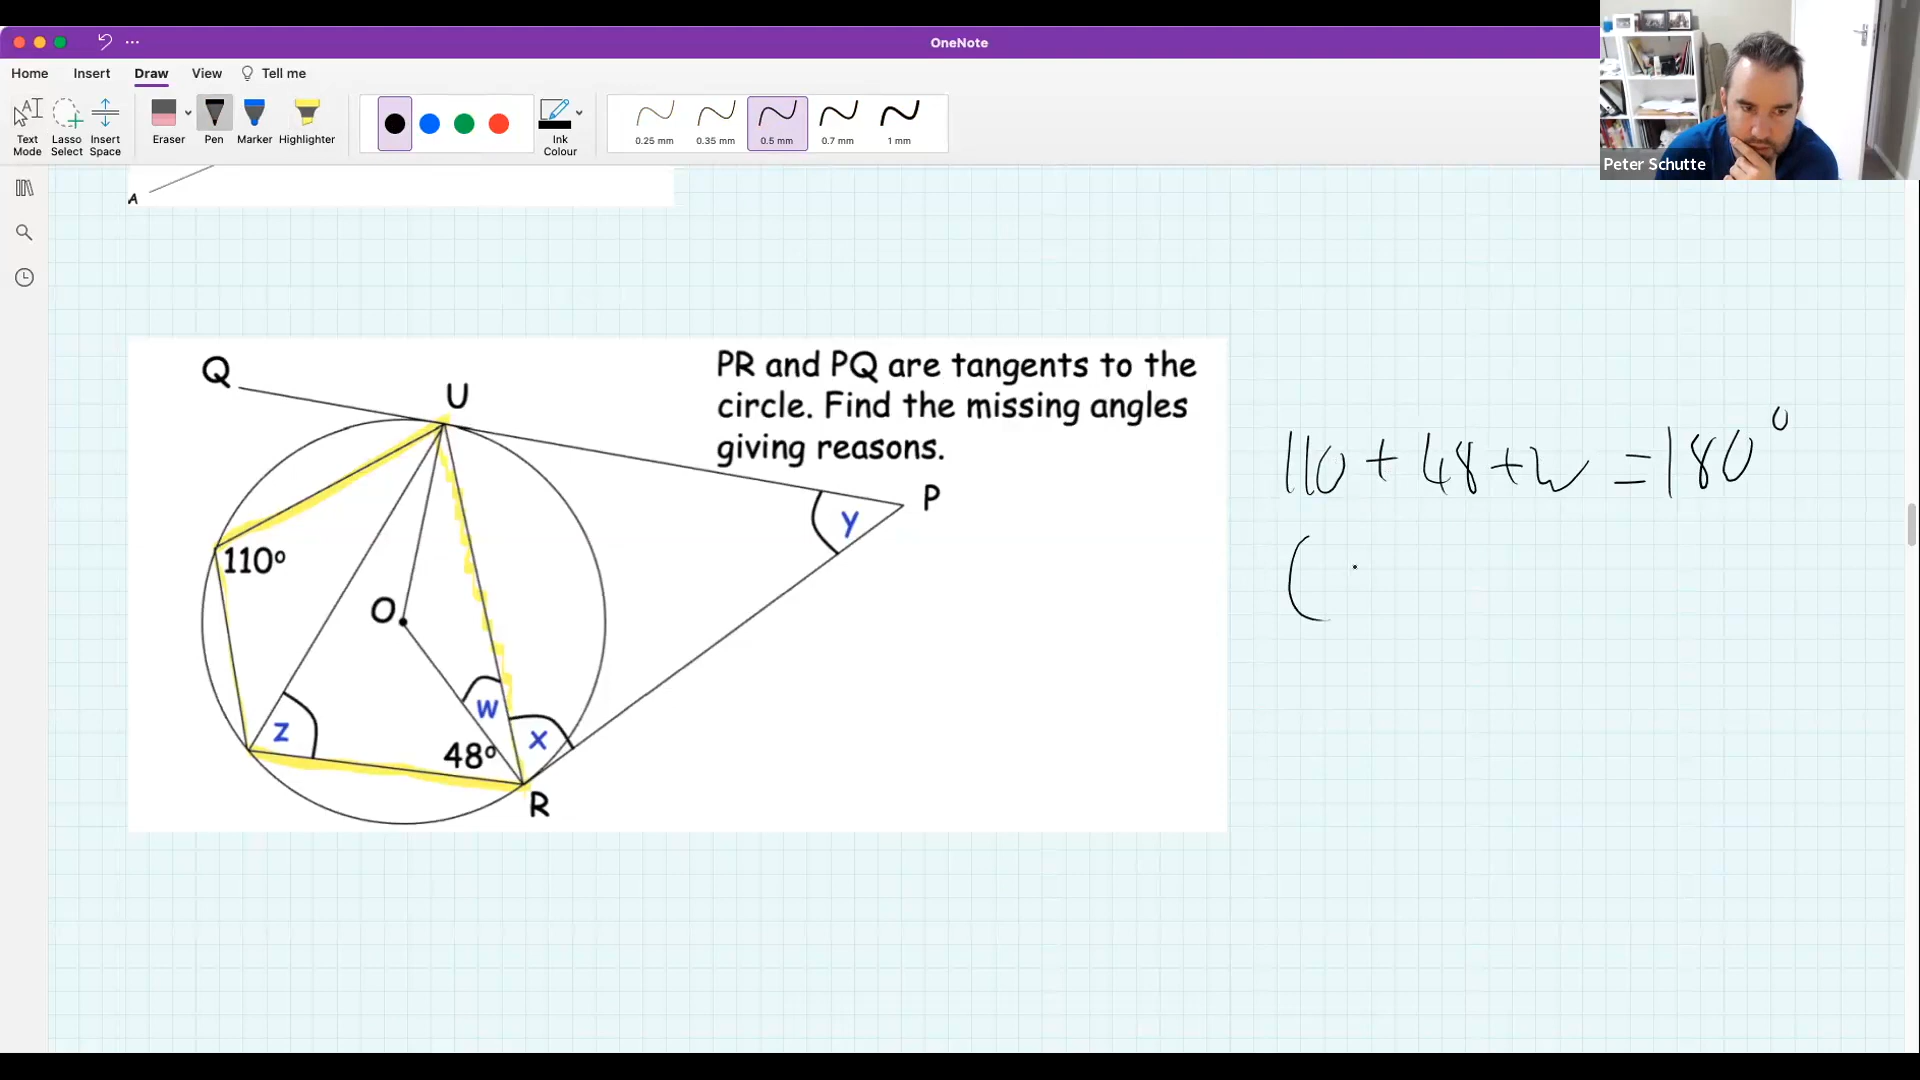 OneNote
Home Insert Draw View Tell me
Text Mode
Lasso Select
Insert Space
Eraser
Pen
Marker
Highlighter
Ink Colour
0.25 mm
0.35 mm
0.5 mm
0.7 mm
1 mm
Peter Schutte
A
PR and PQ are tangents to the
circle. Find the missing angles
giving reasons.
Q
U
P
y
110°
O
w
z
48°
x
R
110 + 48 + w = 180°
(